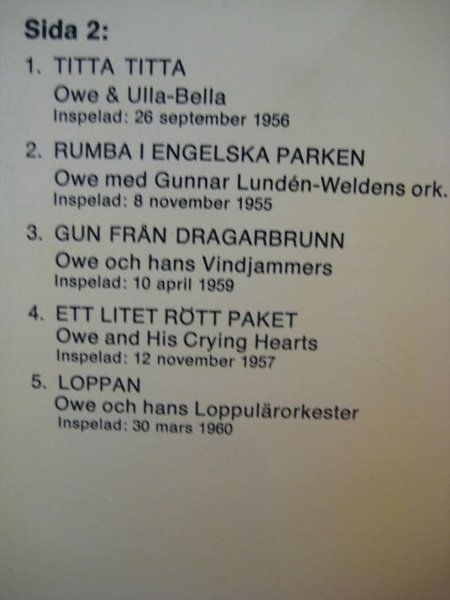 Sida 2:
1. TITTA TITTA
Owe & Ulla-Bella
Inspelad: 26 september 1956
2. RUMBA I ENGELSKA PARKEN
Owe med Gunnar Lundén-Weldens ork.
Inspelad: 8 november 1955
3. GUN FRÅN DRAGARBRUNN
Owe och hans Vindjammers
Inspelad: 10 april 1959
4. ETT LITET RÖTT PAKET
Owe and His Crying Hearts
Inspelad: 12 november 1957
5. LOPPAN
Owe och hans Loppulärorkester
Inspelad: 30 mars 1960